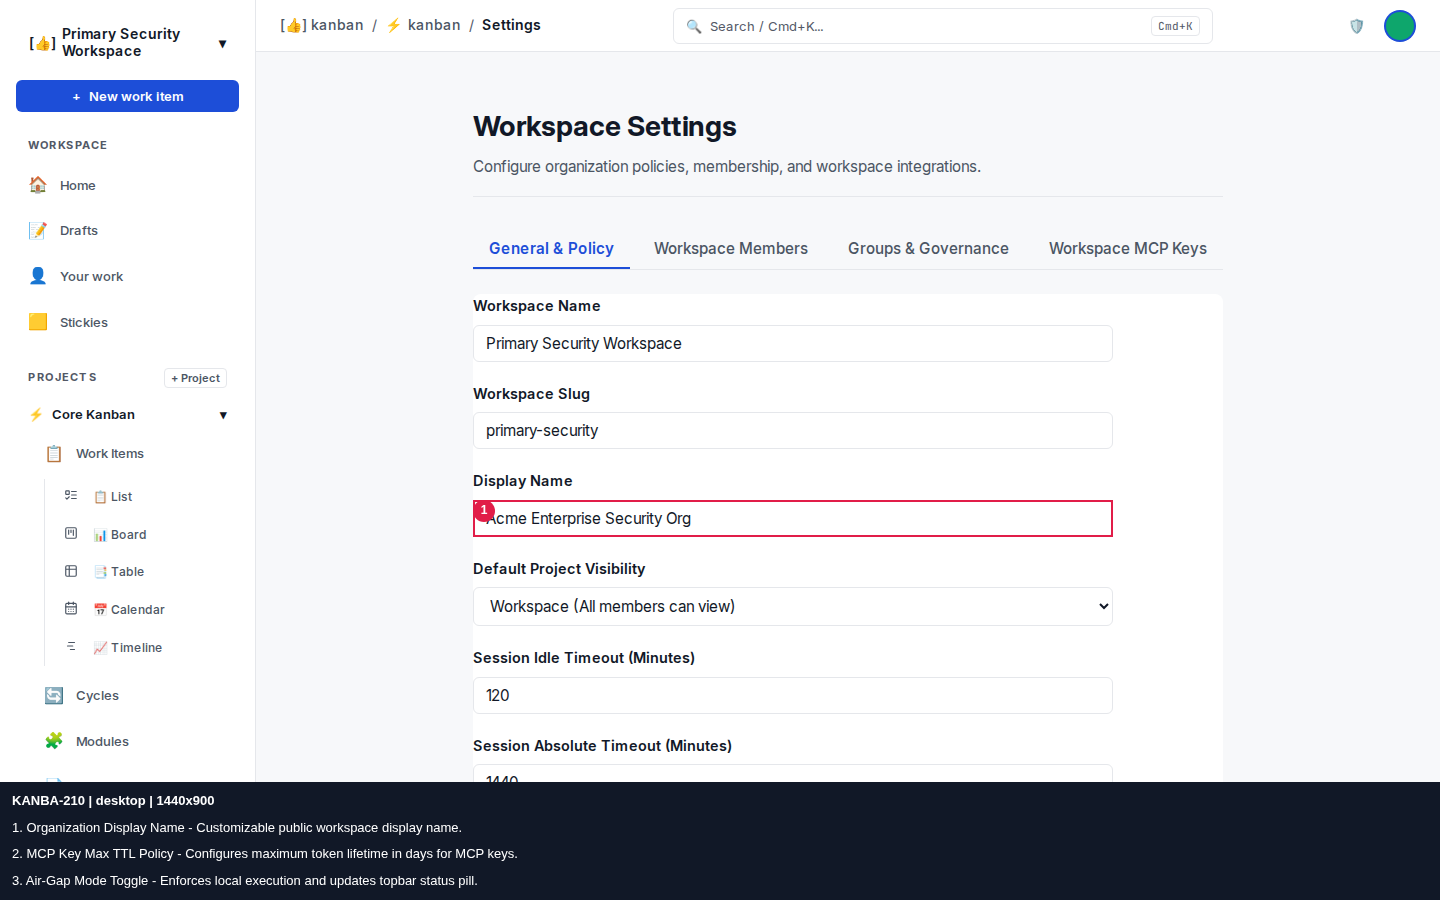 [👍] Primary Security Workspace ▾
+ New work item
WORKSPACE
🏠 Home
📝 Drafts
👤 Your work
🟨 Stickies
PROJECTS + Project
⚡ Core Kanban ▾
📋 Work Items
📋 List
📊 Board
📑 Table
📅 Calendar
📈 Timeline
🔄 Cycles
🧩 Modules
[👍] kanban / ⚡ kanban / Settings
🔍 Search / Cmd+K... Cmd+K
Workspace Settings
Configure organization policies, membership, and workspace integrations.
General & Policy Workspace Members Groups & Governance Workspace MCP Keys
Workspace Name
Primary Security Workspace
Workspace Slug
primary-security
Display Name
1
Acme Enterprise Security Org
Default Project Visibility
Workspace (All members can view)
Session Idle Timeout (Minutes)
120
Session Absolute Timeout (Minutes)
1440
KANBA-210 | desktop | 1440x900
1. Organization Display Name - Customizable public workspace display name.
2. MCP Key Max TTL Policy - Configures maximum token lifetime in days for MCP keys.
3. Air-Gap Mode Toggle - Enforces local execution and updates topbar status pill.